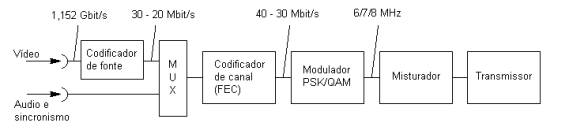 1,152 Gbit/s
30 - 20 Mbit/s
40 - 30 Mbit/s
6/7/8 MHz
Vídeo
Codificador
de fonte
M
U
X
Codificador
de canal
(FEC)
Modulador
PSK/QAM
Misturador
Transmissor
Audio e
sincronismo